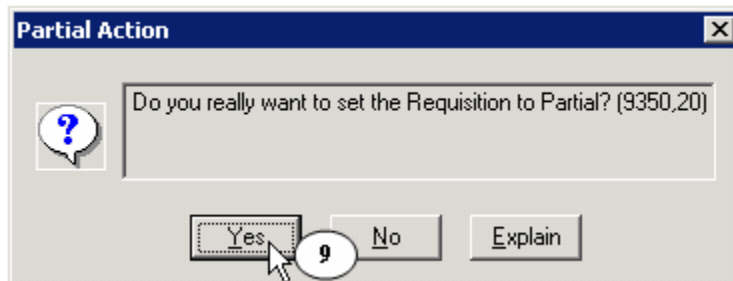 Partial Action
Do you really want to set the Requisition to Partial? (9350,20)
?
Yes 9 No Explain